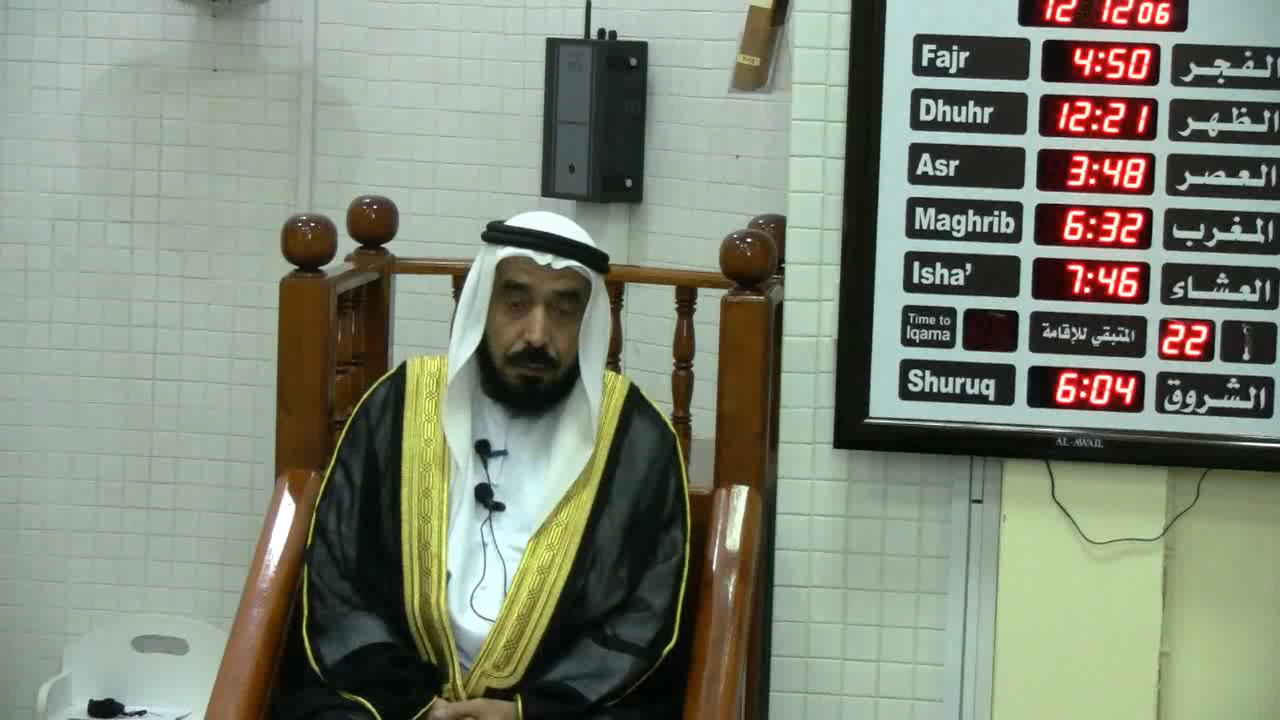 12 12 06
Fajr 4:50 الفجر
Dhuhr 12:21 الظهر
Asr 3:48 العصر
Maghrib 6:32 المغرب
Isha’ 7:46 العشاء
Time to Iqama المتبقي للإقامة 22
Shuruq 6:04 الشروق
AL-AWAIL